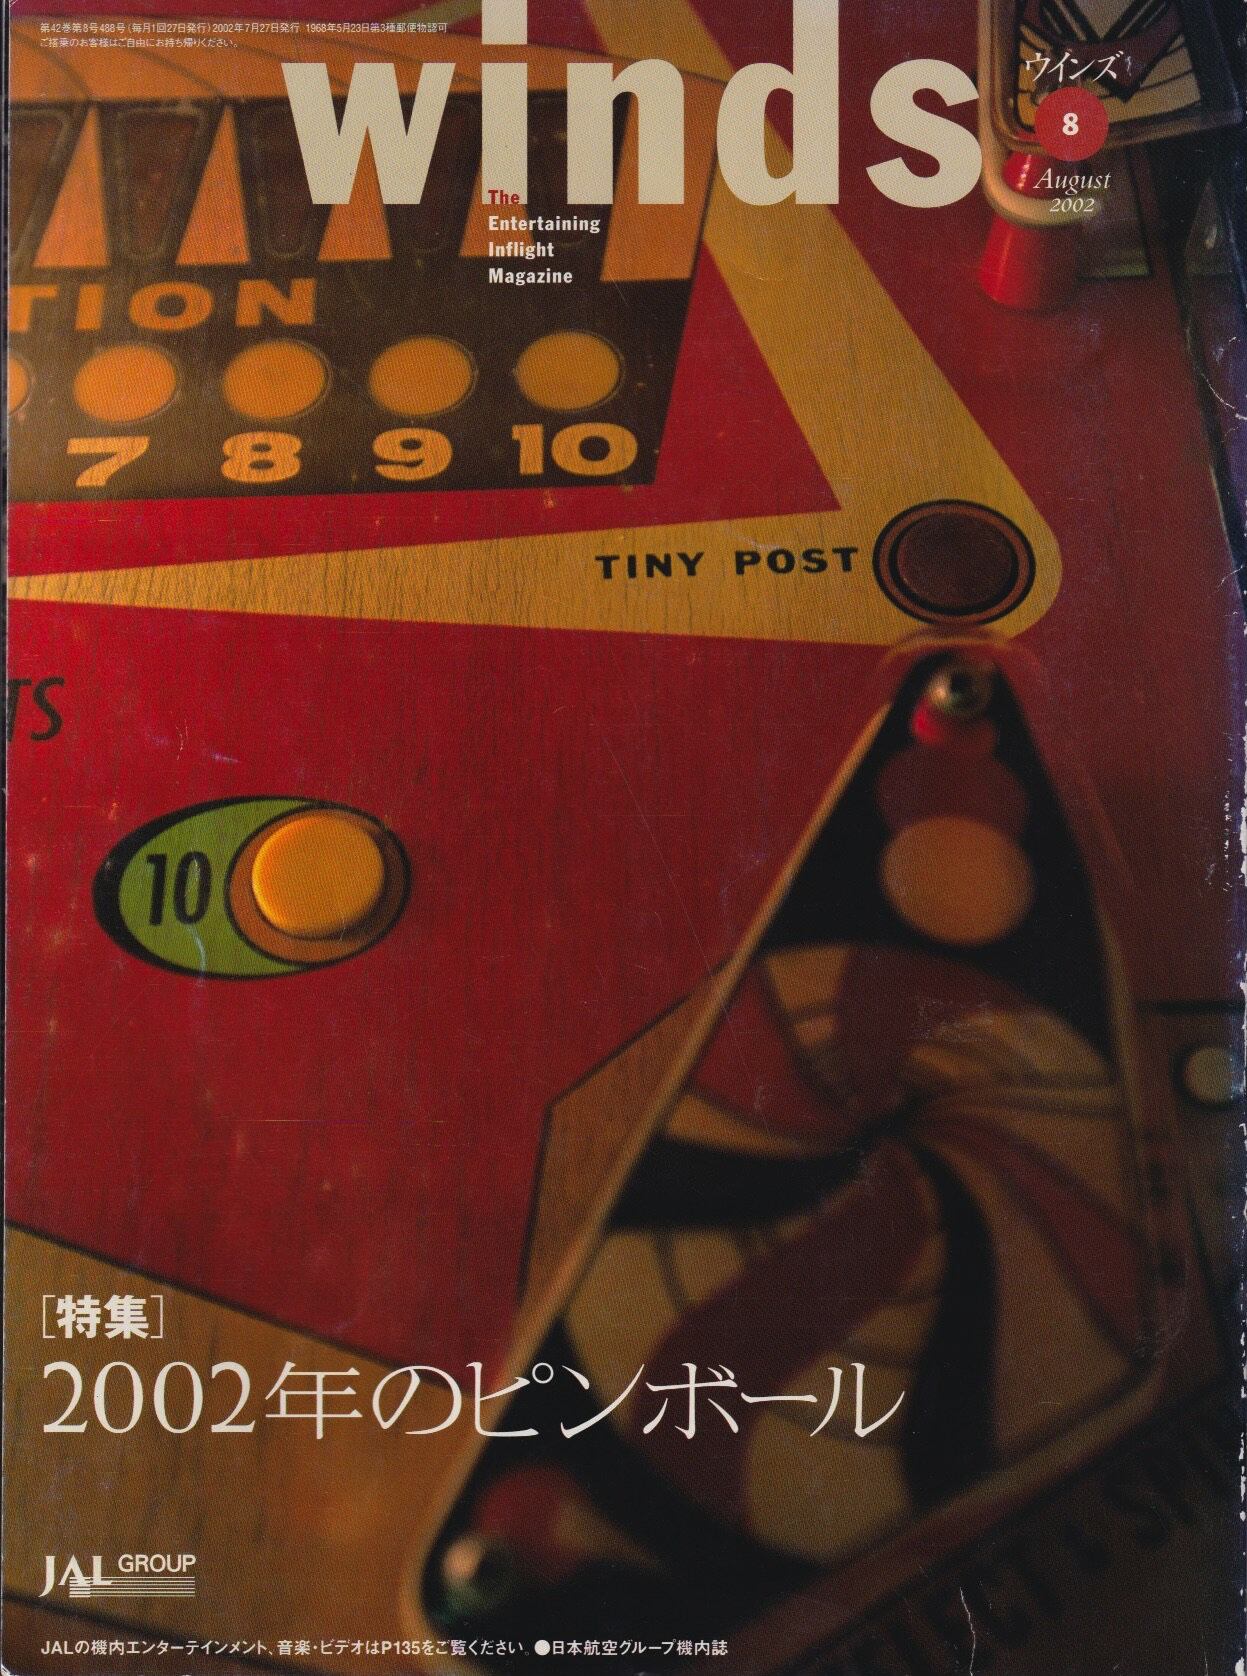 第42巻第8号488号(毎月1回27日発行)2002年7月27日発行 1968年5月23日第3種郵便物認可
ご搭乗のお客様はご自由にお持ち帰りください。
winds
ウインズ
8
August
2002
The
Entertaining
Inflight
Magazine
TION
7 8 9 10
TINY POST
TS
10
[特集]
2002年のピンボール
JAL GROUP
JALの機内エンターテインメント、音楽・ビデオはP135をご覧ください。●日本航空グループ機内誌